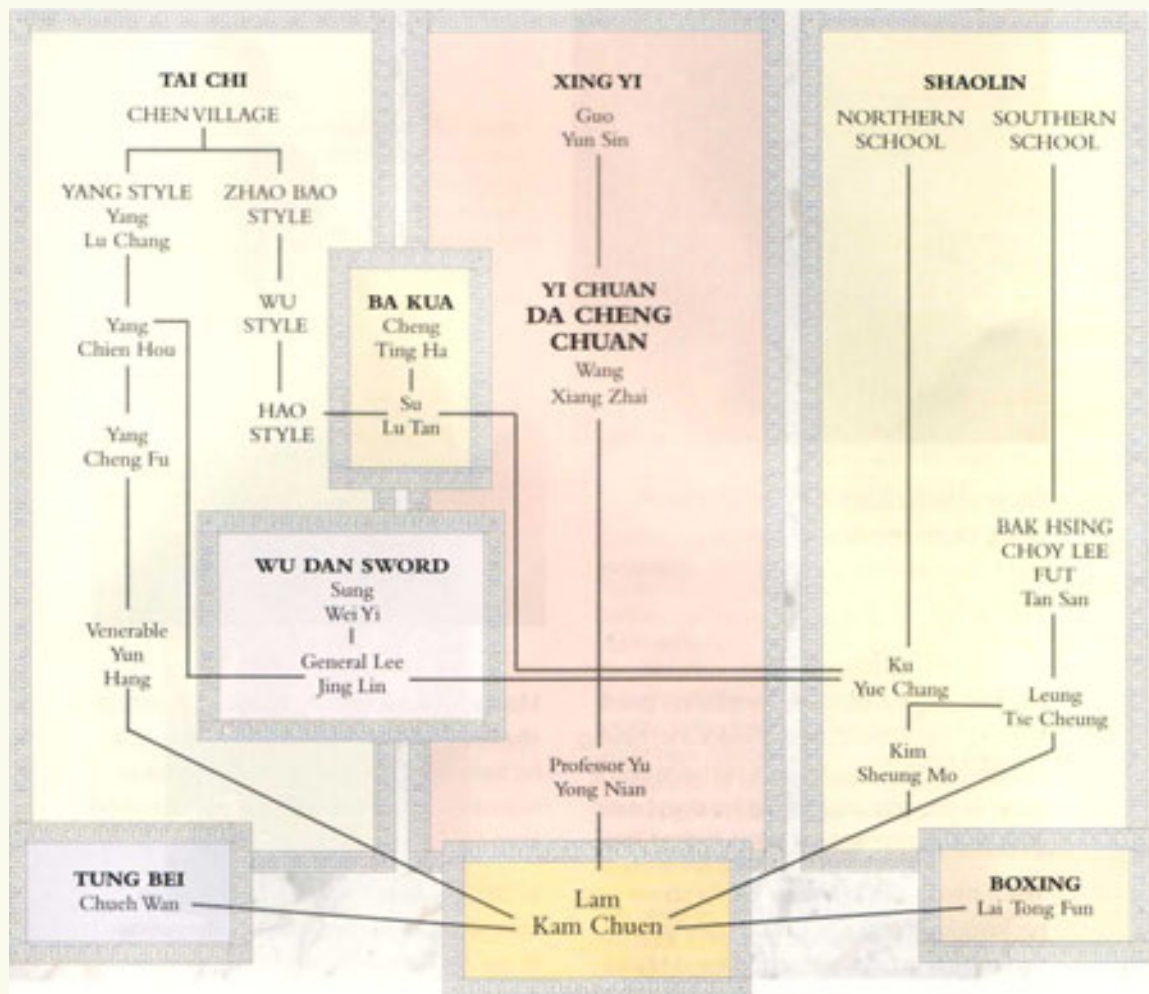 TAI CHI
CHEN VILLAGE
YANG STYLE
Yang
Lu Chang
ZHAO BAO
STYLE
Yang
Chien Hou
WU
STYLE
Yang
Cheng Fu
HAO
STYLE
Venerable
Yun
Hang
BA KUA
Cheng
Ting Ha
Su
Lu Tan
WU DAN SWORD
Sung
Wei Yi
General Lee
Jing Lin
XING YI
Guo
Yun Sin
YI CHUAN
DA CHENG
CHUAN
Wang
Xiang Zhai
Professor Yu
Yong Nian
SHAOLIN
NORTHERN
SCHOOL
SOUTHERN
SCHOOL
BAK HSING
CHOY LEE
FUT
Tan San
Ku
Yue Chang
Leung
Tse Cheung
Kim
Sheung Mo
TUNG BEI
Chueh Wan
Lam
Kam Chuen
BOXING
Lai Tong Fun